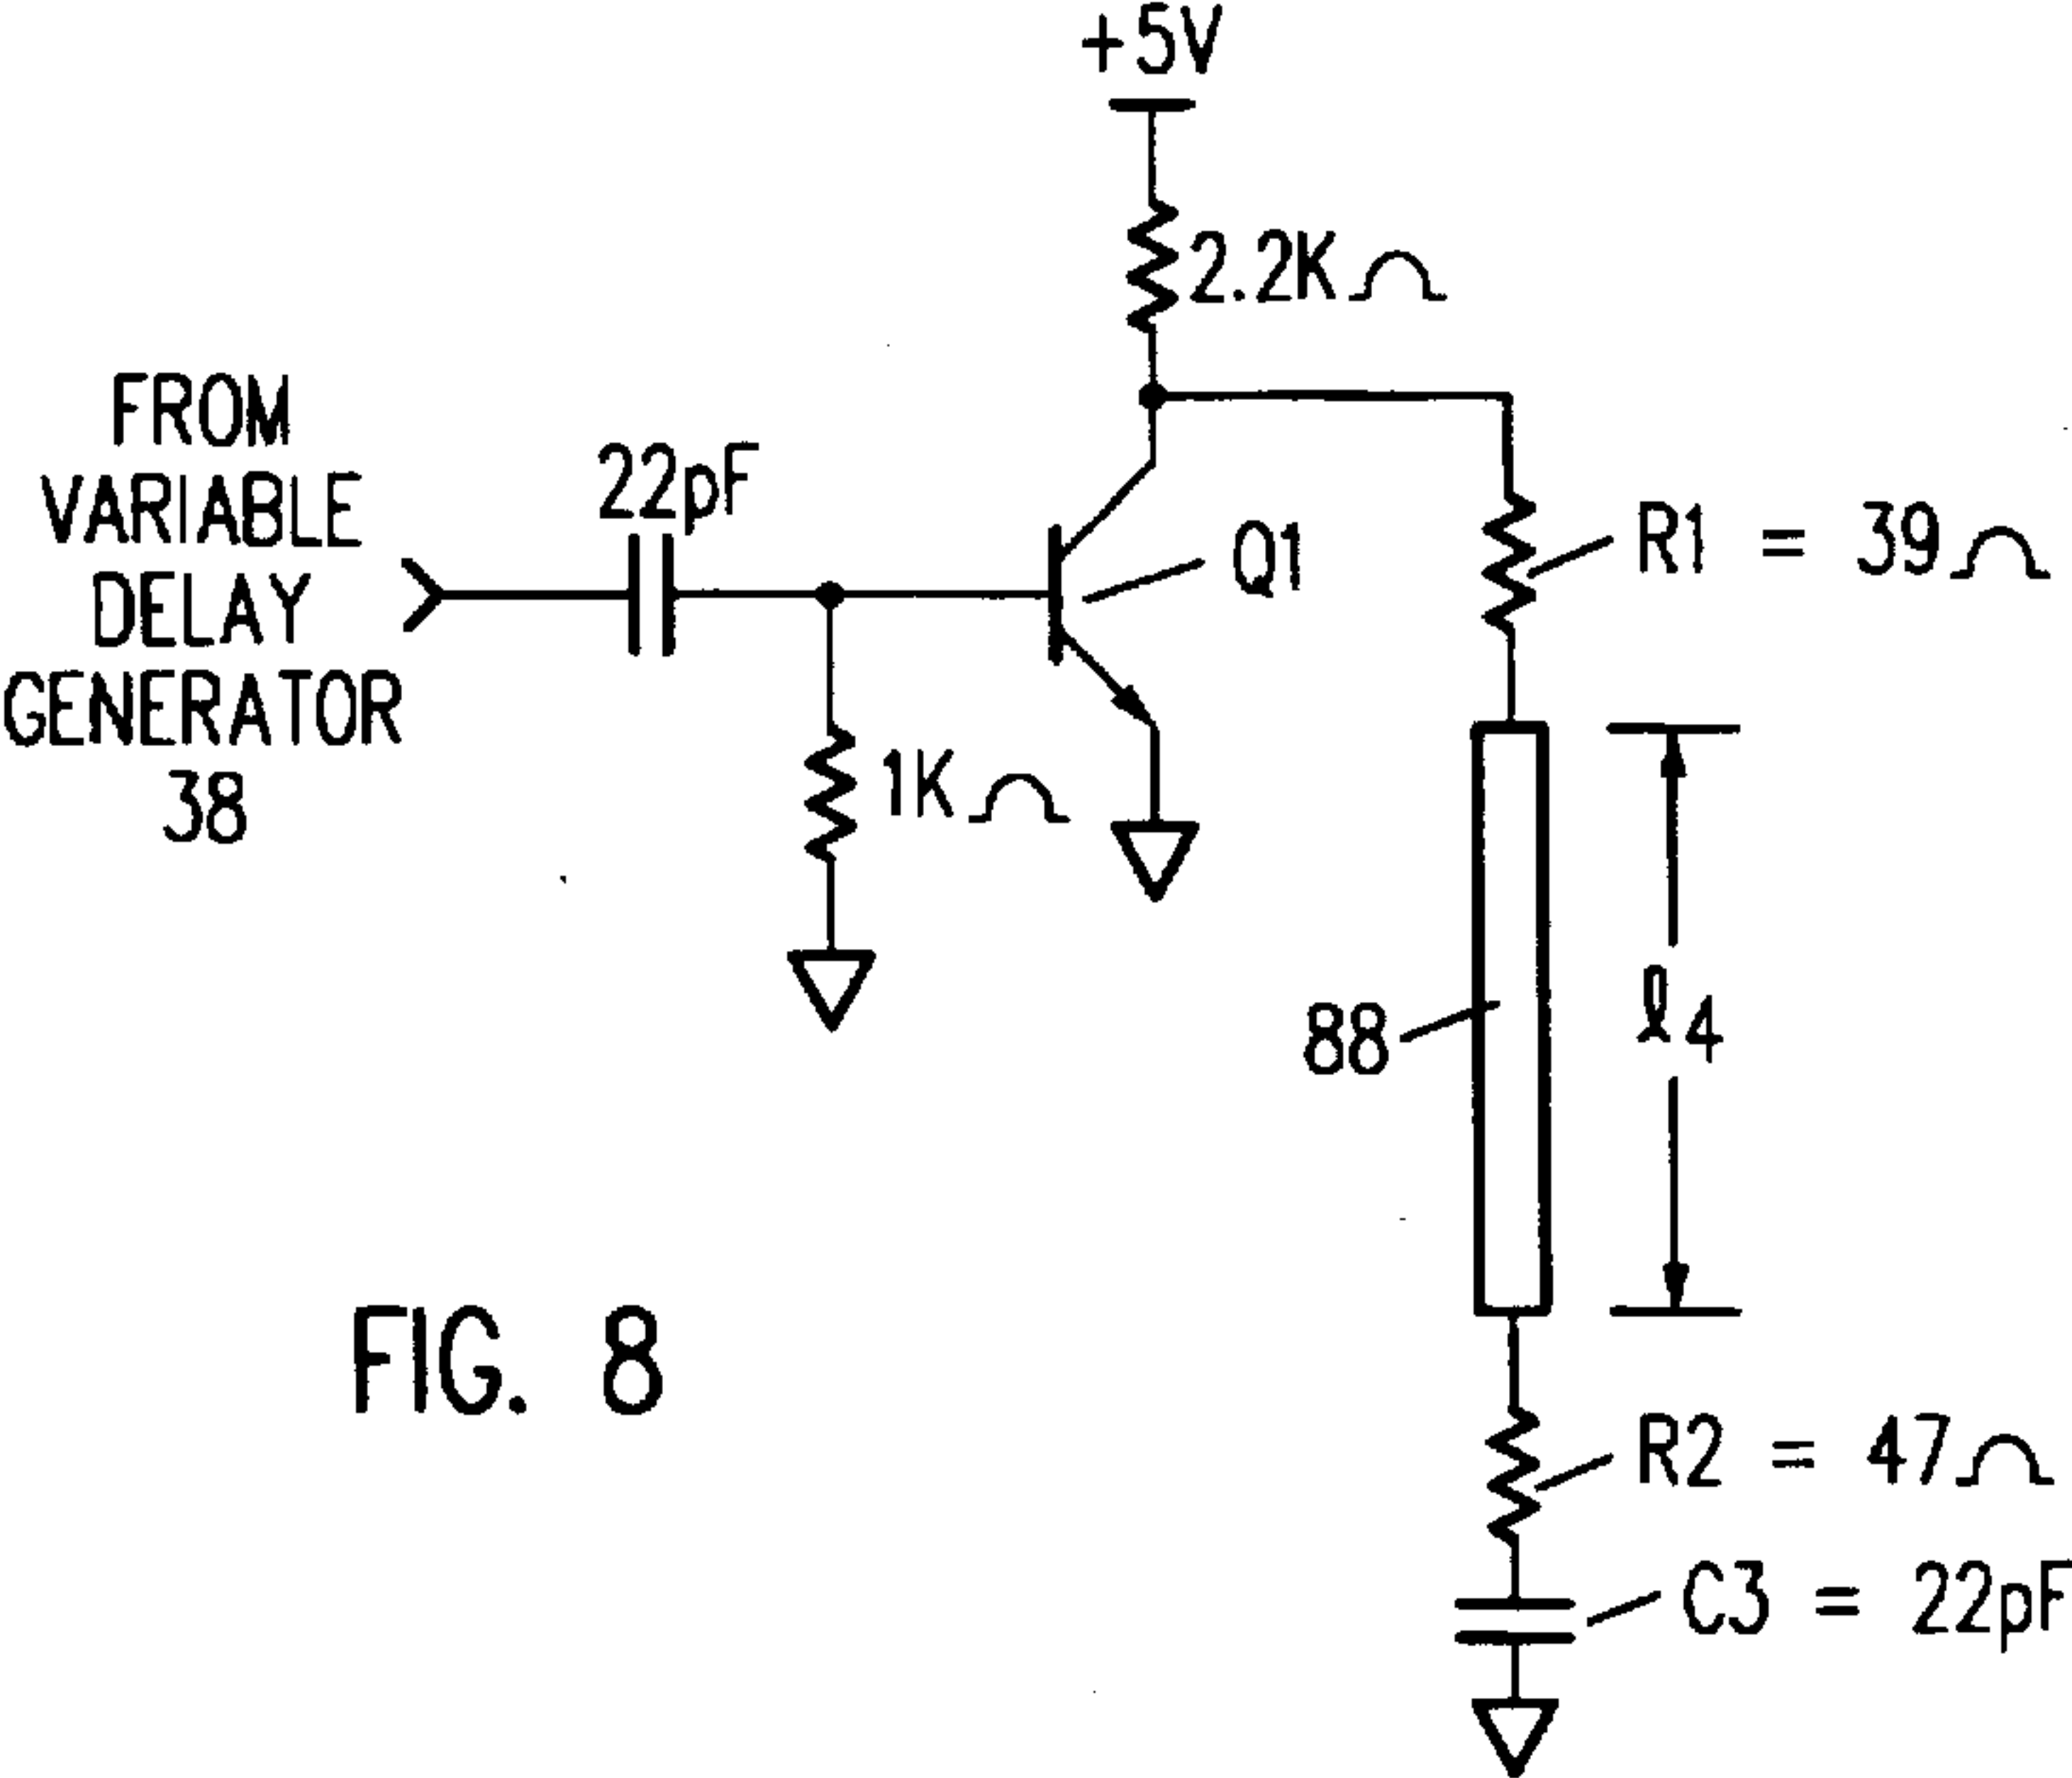 +5V
2.2KΩ
FROM
VARIABLE
DELAY
GENERATOR
38
22pF
Q1
R1 = 39Ω
1KΩ
88
ℓ4
FIG. 8
R2 = 47Ω
C3 = 22pF